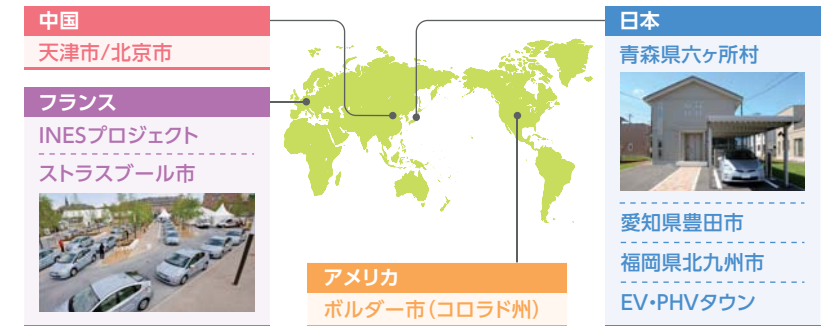 中国
天津市/北京市
フランス
INESプロジェクト
ストラスブール市
アメリカ
ボルダー市(コロラド州)
日本
青森県六ヶ所村
愛知県豊田市
福岡県北九州市
EV・PHVタウン